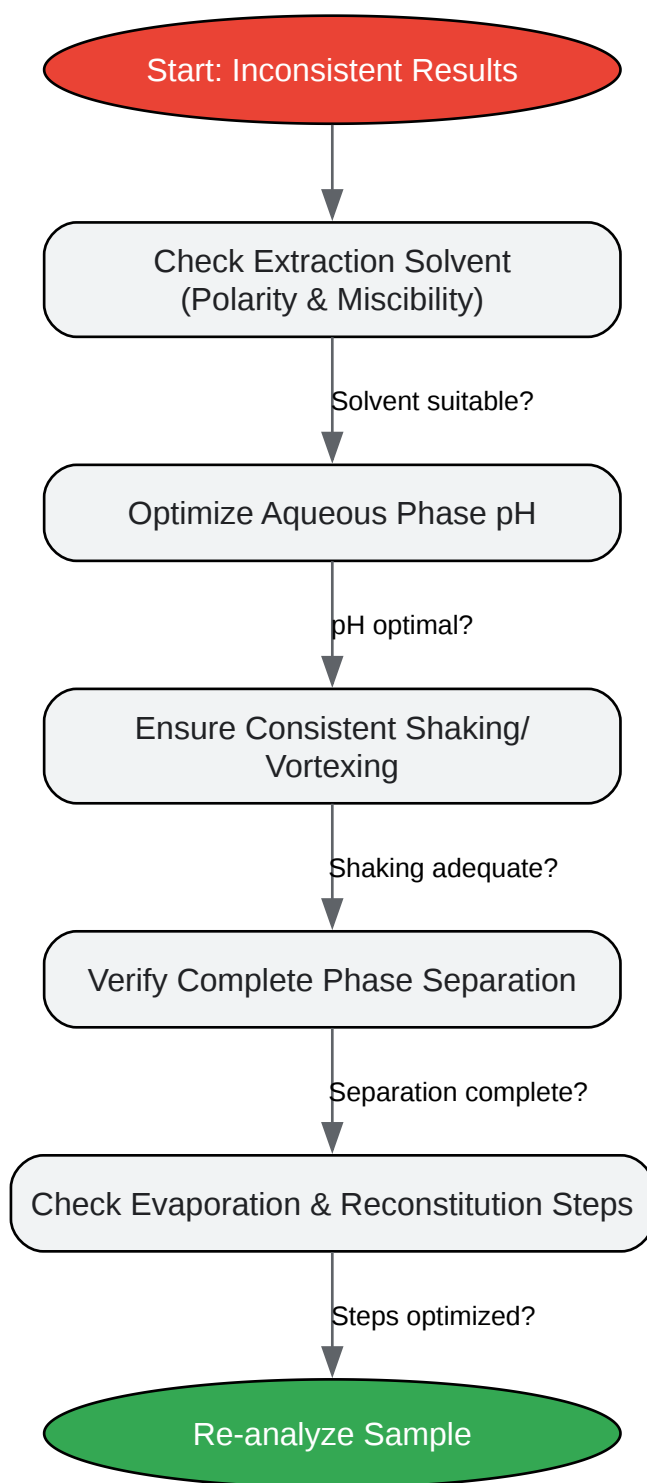 Start: Inconsistent Results
Check Extraction Solvent
(Polarity & Miscibility)
Solvent suitable?
Optimize Aqueous Phase pH
pH optimal?
Ensure Consistent Shaking/
Vortexing
Shaking adequate?
Verify Complete Phase Separation
Separation complete?
Check Evaporation & Reconstitution Steps
Steps optimized?
Re-analyze Sample